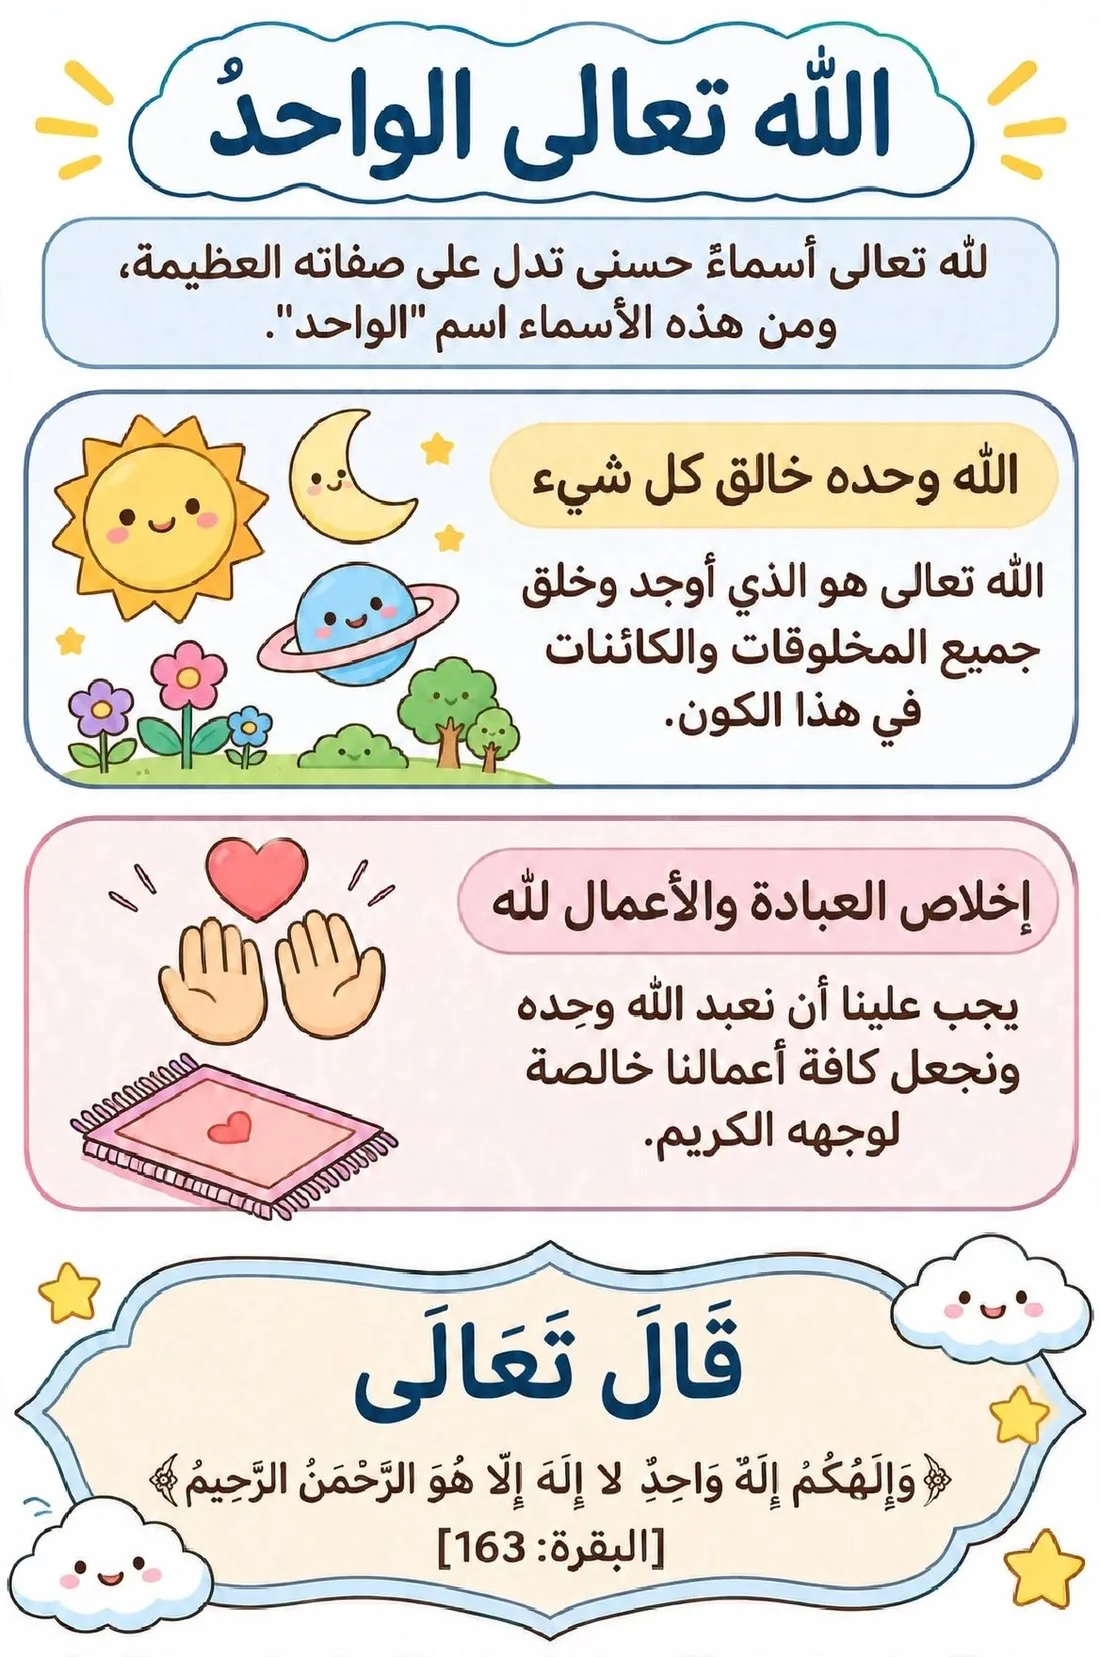 الله تعالى الواحدُ
لله تعالى أسماءً حسنى تدل على صفاته العظيمة،
ومن هذه الأسماء اسم "الواحد".
الله وحده خالق كل شيء
الله تعالى هو الذي أوجد وخلق
جميع المخلوقات والكائنات
في هذا الكون.
إخلاص العبادة والأعمال لله
يجب علينا أن نعبد الله وحِده
ونجعل كافة أعمالنا خالصة
لوجهه الكريم.
قَالَ تَعَالَى
﴿وَإِلَهُكُمُ إِلَهٌ وَاحِدٌ لا إِلَهَ إِلّا هُوَ الرَّحْمَنُ الرَّحِيمُ﴾
[البقرة: 163]